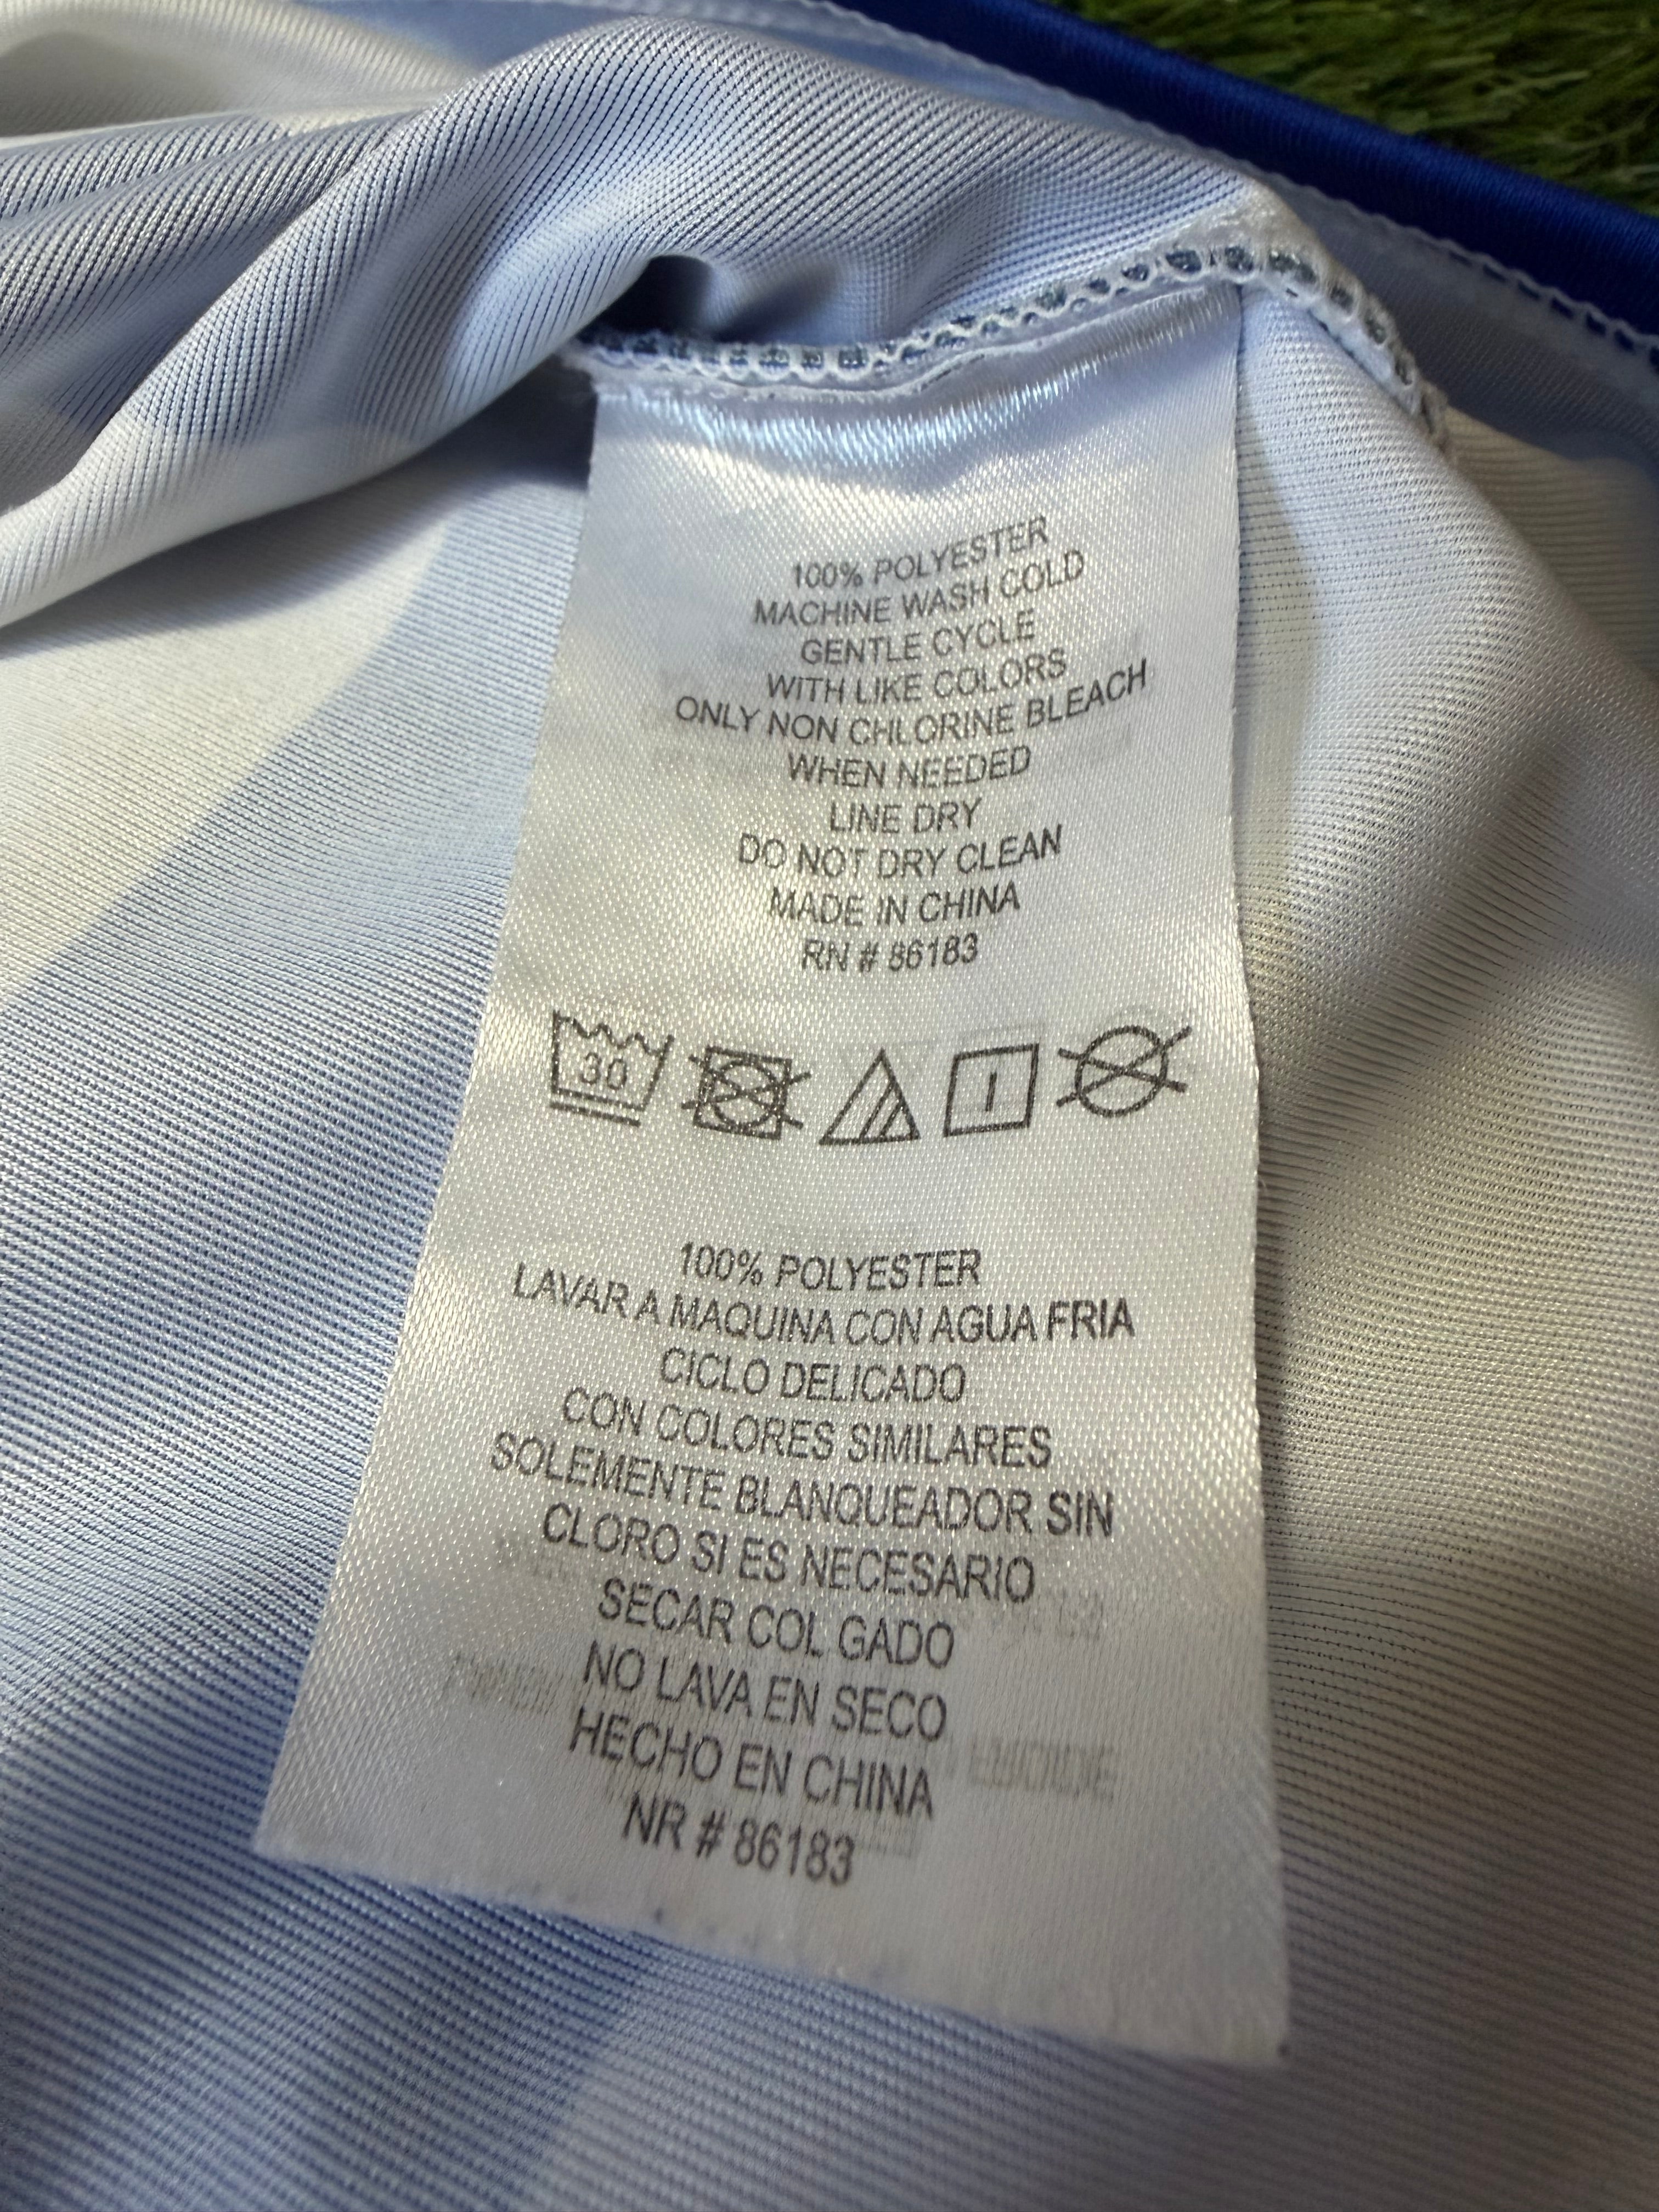 100% POLYESTER
MACHINE WASH COLD
GENTLE CYCLE
WITH LIKE COLORS
ONLY NON CHLORINE BLEACH
WHEN NEEDED
LINE DRY
DO NOT DRY CLEAN
MADE IN CHINA
RN # 86183
30
100% POLYESTER
LAVAR A MAQUINA CON AGUA FRIA
CICLO DELICADO
CON COLORES SIMILARES
SOLEMENTE BLANQUEADOR SIN
CLORO SI ES NECESARIO
SECAR COL GADO
NO LAVA EN SECO
HECHO EN CHINA
NR # 86183